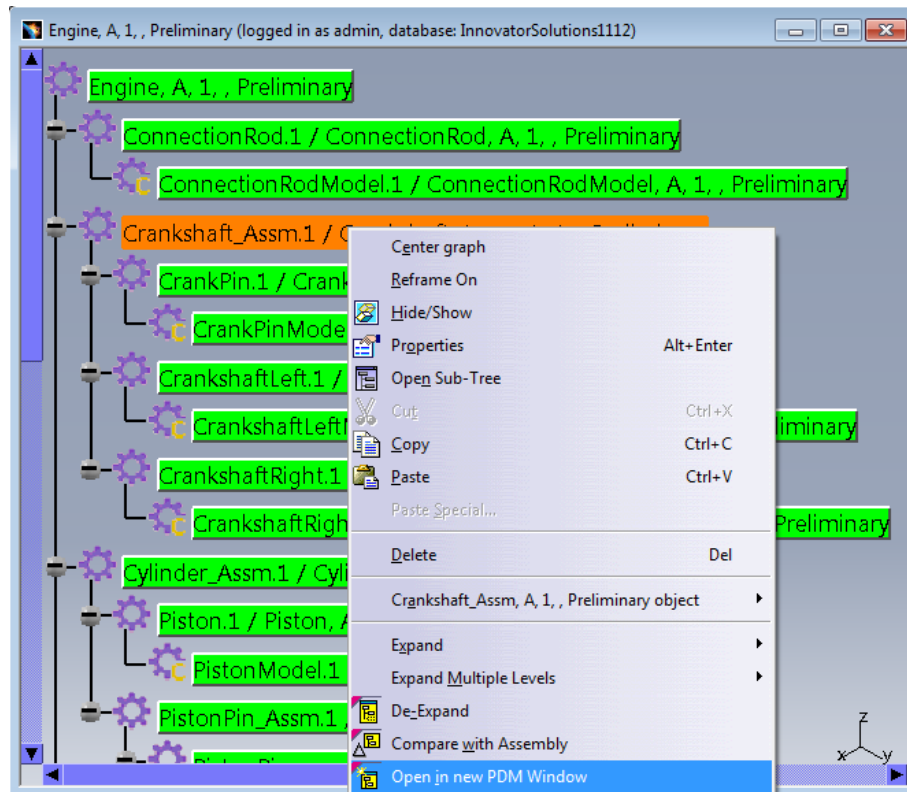 Engine, A, 1, , Preliminary (logged in as admin, database: InnovatorSolutions1112)
Engine, A, 1, , Preliminary
ConnectionRod.1 / ConnectionRod, A, 1, , Preliminary
ConnectionRodModel.1 / ConnectionRodModel, A, 1, , Preliminary
Crankshaft_Assm.1 /
CrankPin.1 / Crank
CrankPinMode
CrankshaftLeft.1 /
CrankshaftLeft
liminary
CrankshaftRight.1
CrankshaftRigh
Preliminary
Cylinder_Assm.1 / Cyli
Piston.1 / Piston,
PistonModel.1
PistonPin_Assm.1
Center graph
Reframe On
Hide/Show
Properties Alt+Enter
Open Sub-Tree
Cut Ctrl+X
Copy Ctrl+C
Paste Ctrl+V
Paste Special...
Delete Del
Crankshaft_Assm, A, 1, , Preliminary object
Expand
Expand Multiple Levels
De-Expand
Compare with Assembly
Open in new PDM Window
z
x
y